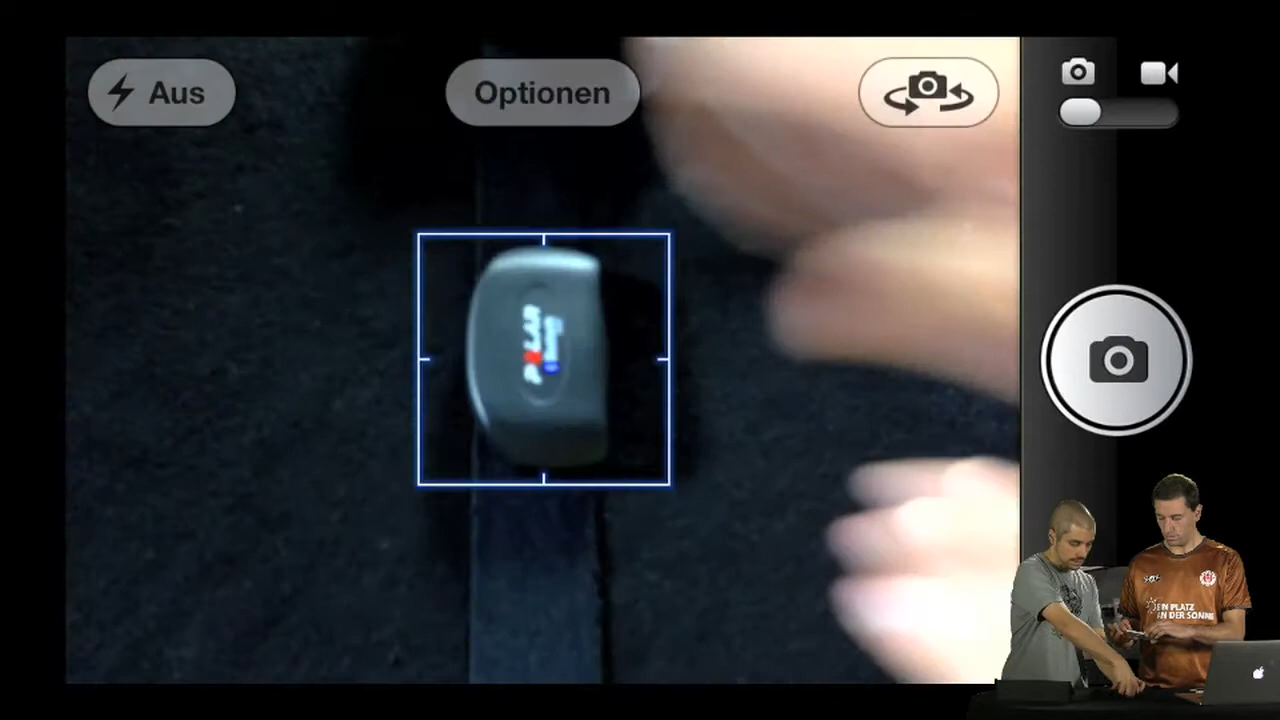 Aus
Optionen
POLAR
EIN PLATZ
AN DER SONNE